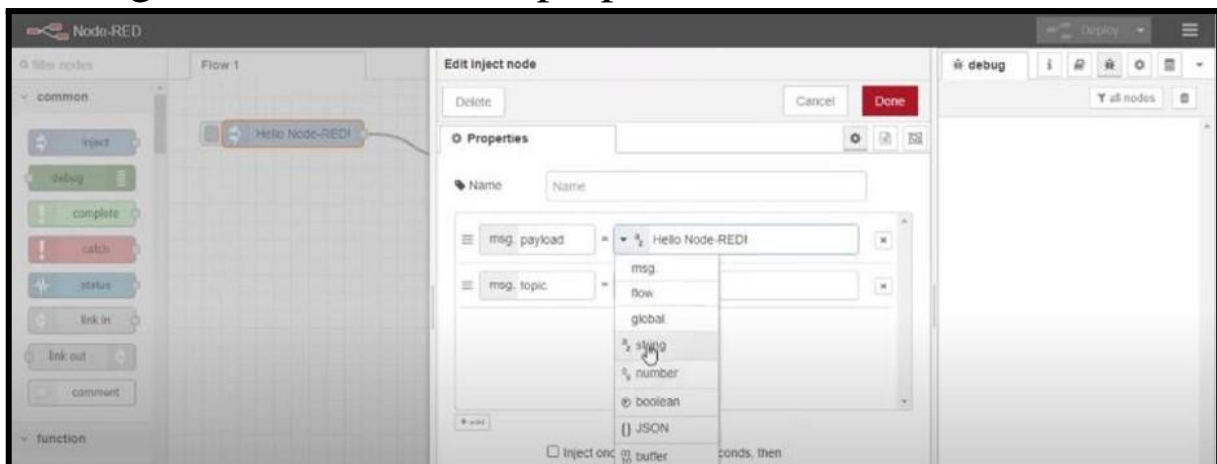 Node-RED
Deploy
filter nodes
Flow 1
Edit inject node
debug
common
Delete
Cancel
Done
all nodes
inject
Hello Node-RED!
Properties
debug
Name
Name
complete
msg. payload
=
Hello Node-RED!
catch
msg.
status
msg. topic
=
flow.
link in
global.
string
link out
number
comment
boolean
add
{} JSON
function
Inject onc
buffer
conds, then